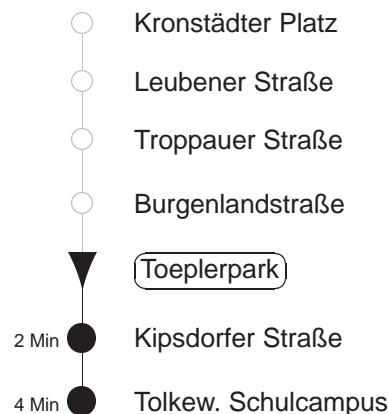 Kronstädter Platz
Leubener Straße
Troppauer Straße
Burgenlandstraße
Toeplerpark
2 Min Kipsdorfer Straße
4 Min Tolkew. Schulcampus